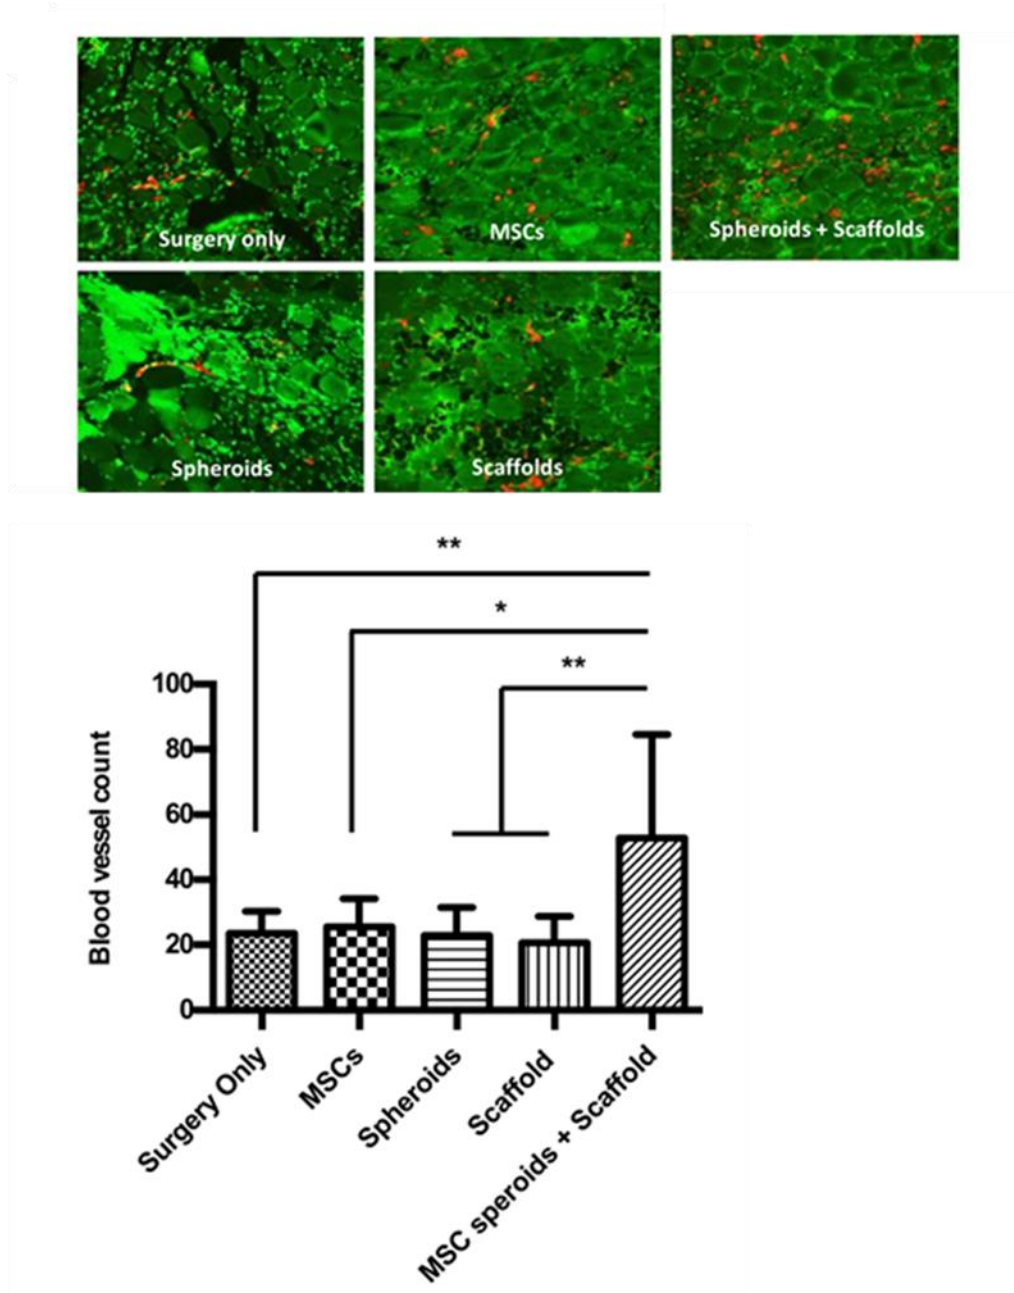 Surgery only
MSCs
Spheroids + Scaffolds
Spheroids
Scaffolds
**
*
**
100
80
60
40
20
0
Blood vessel count
Surgery Only
MSCs
Spheroids
Scaffold
MSC speroids + Scaffold